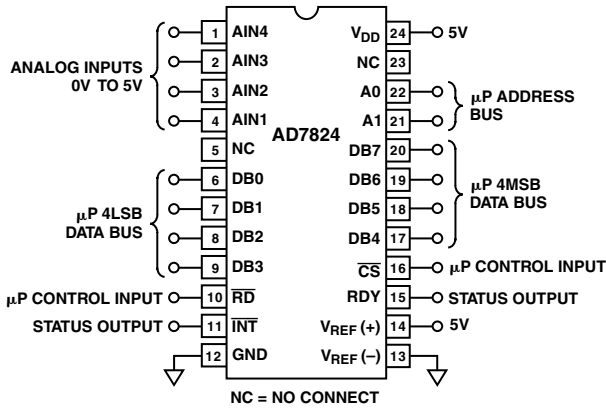 ANALOG INPUTS
0V TO 5V
μP 4LSB
DATA BUS
μP CONTROL INPUT
STATUS OUTPUT
1 AIN4
2 AIN3
3 AIN2
4 AIN1
5 NC
6 DB0
7 DB1
8 DB2
9 DB3
10 RD
11 INT
12 GND
AD7824
VDD 24 5V
NC 23
A0 22
A1 21
DB7 20
DB6 19
DB5 18
DB4 17
CS 16 μP CONTROL INPUT
RDY 15 STATUS OUTPUT
VREF (+) 14 5V
VREF (–) 13
μP ADDRESS
BUS
μP 4MSB
DATA BUS
NC = NO CONNECT